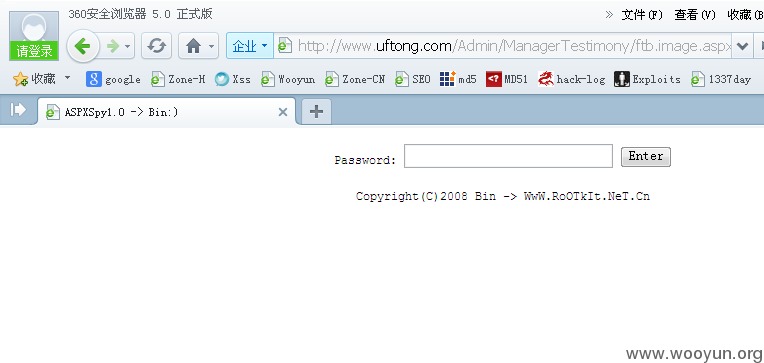 360安全浏览器 5.0 正式版
» 文件(F) 查看(V) 收藏(B)
请登录
企业 http://www.uftong.com/Admin/ManagerTestimony/ftb.image.aspx
收藏 google Zone-H Xss Wooyun Zone-CN SEO md5 MD51 hack-log Exploits 1337day
ASPXSpy1.0 -> Bin:)
Password: Enter
Copyright(C)2008 Bin -> WwW.RoOTkIt.NeT.Cn
www.wooyun.org